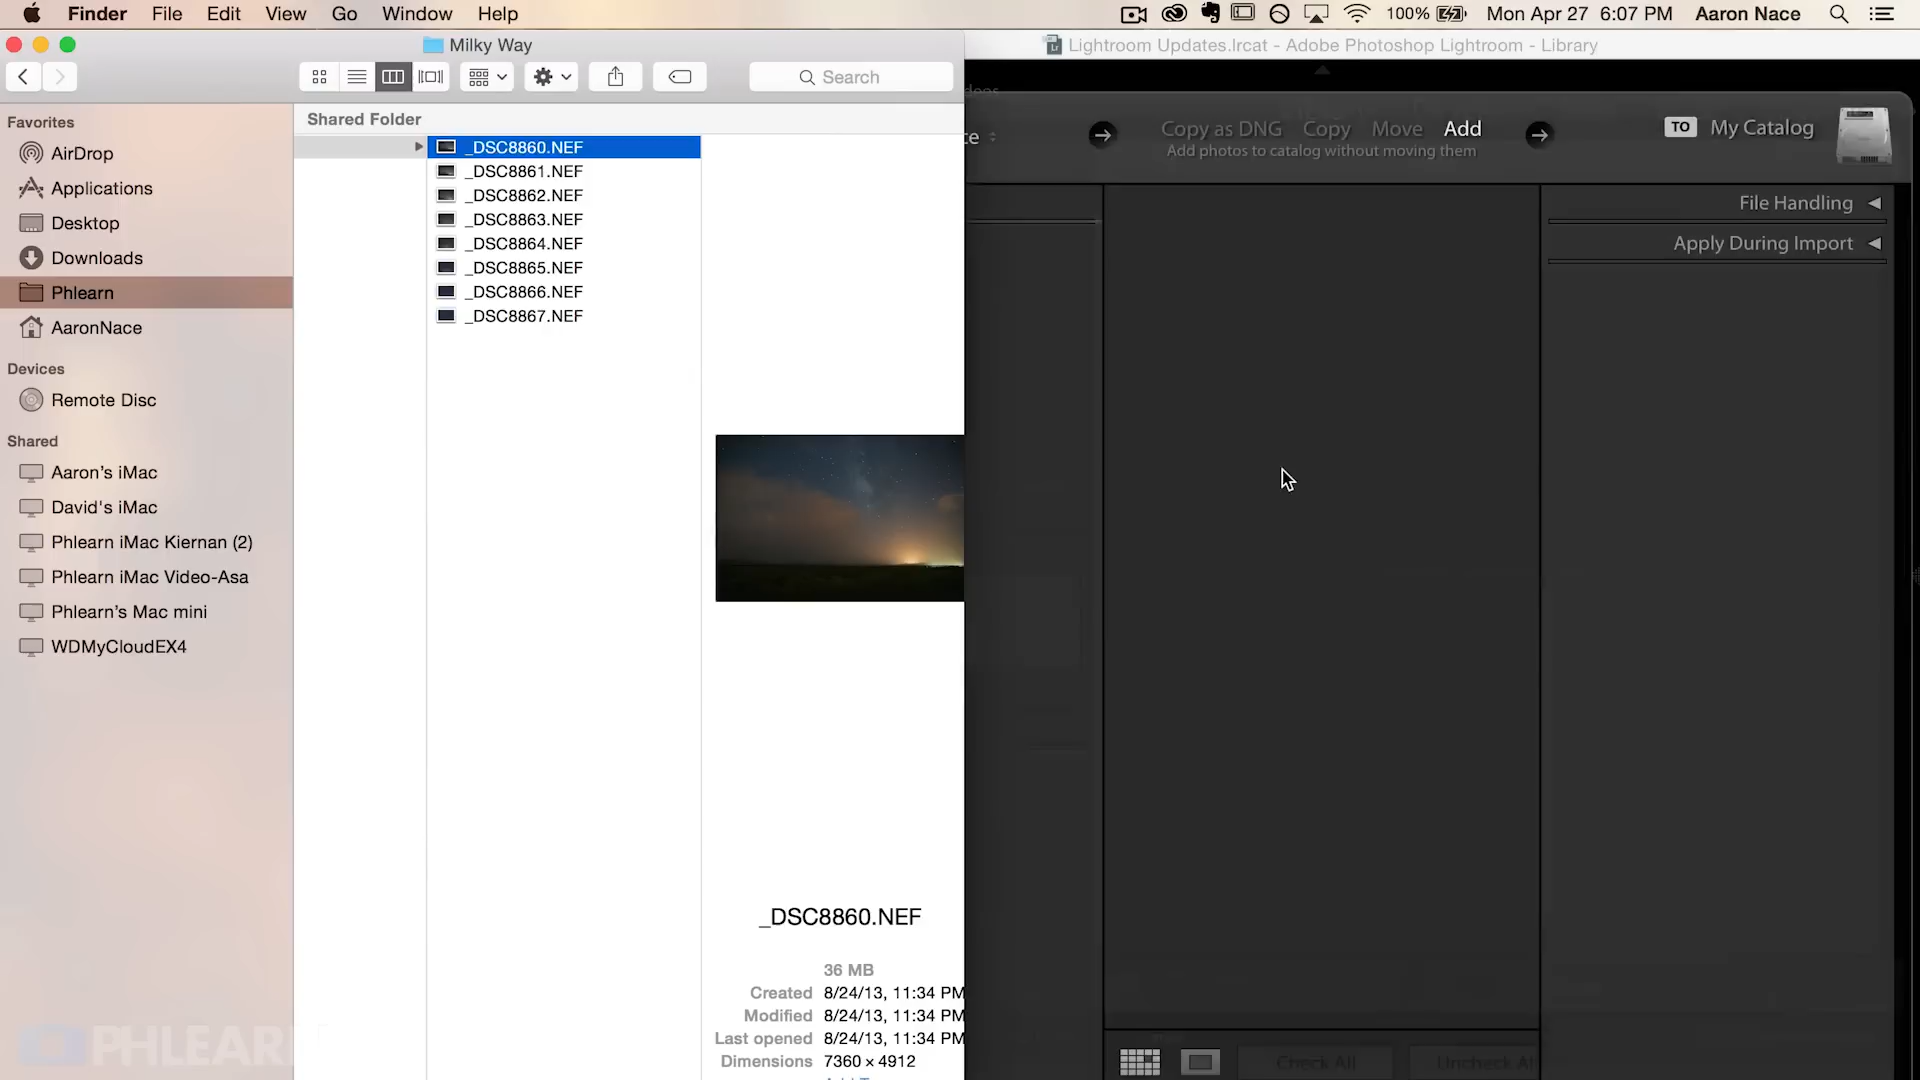 Finder File Edit View Go Window Help 100% Mon Apr 27 6:07 PM Aaron Nace
Milky Way
Lightroom Updates.lrcat - Adobe Photoshop Lightroom - Library
Search
Shared Folder
Favorites
AirDrop
Applications
Desktop
Downloads
Phlearn
AaronNace
Devices
Remote Disc
Shared
Aaron's iMac
David's iMac
Phlearn iMac Kiernan (2)
Phlearn iMac Video-Asa
Phlearn's Mac mini
WDMyCloudEX4
_DSC8860.NEF
_DSC8861.NEF
_DSC8862.NEF
_DSC8863.NEF
_DSC8864.NEF
_DSC8865.NEF
_DSC8866.NEF
_DSC8867.NEF
_DSC8860.NEF
36 MB
Created 8/24/13, 11:34 PM
Modified 8/24/13, 11:34 PM
Last opened 8/24/13, 11:34 PM
Dimensions 7360 × 4912
Copy as DNG Copy Move Add
Add photos to catalog without moving them
TO My Catalog
File Handling
Apply During Import
Check All
Uncheck Al
PHLEAR